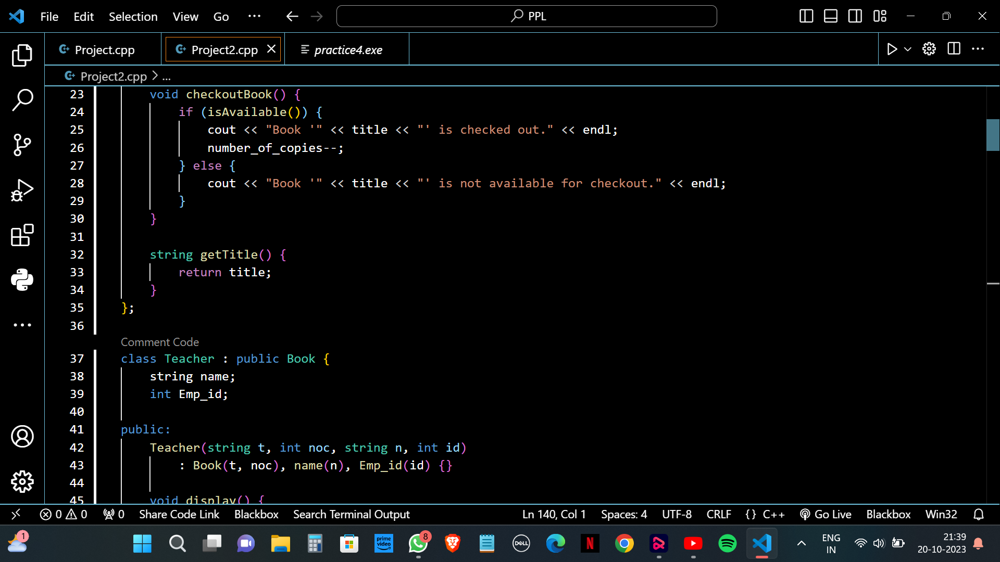 File Edit Selection View Go ··· PPL
Project.cpp Project2.cpp practice4.exe
Project2.cpp > ...
23 void checkoutBook() {
24 if (isAvailable()) {
25 cout << "Book '" << title << "' is checked out." << endl;
26 number_of_copies--;
27 } else {
28 cout << "Book '" << title << "' is not available for checkout." << endl;
29 }
30 }
31
32 string getTitle() {
33 return title;
34 }
35 };
36
Comment Code
37 class Teacher : public Book {
38 string name;
39 int Emp_id;
40
41 public:
42 Teacher(string t, int noc, string n, int id)
43 : Book(t, noc), name(n), Emp_id(id) {}
44
45 void display() {
0 0 0 Share Code Link Blackbox Search Terminal Output Ln 140, Col 1 Spaces: 4 UTF-8 CRLF {} C++ Go Live Blackbox Win32
1 prime video 8 DELL N ENG IN 21:39
20-10-2023